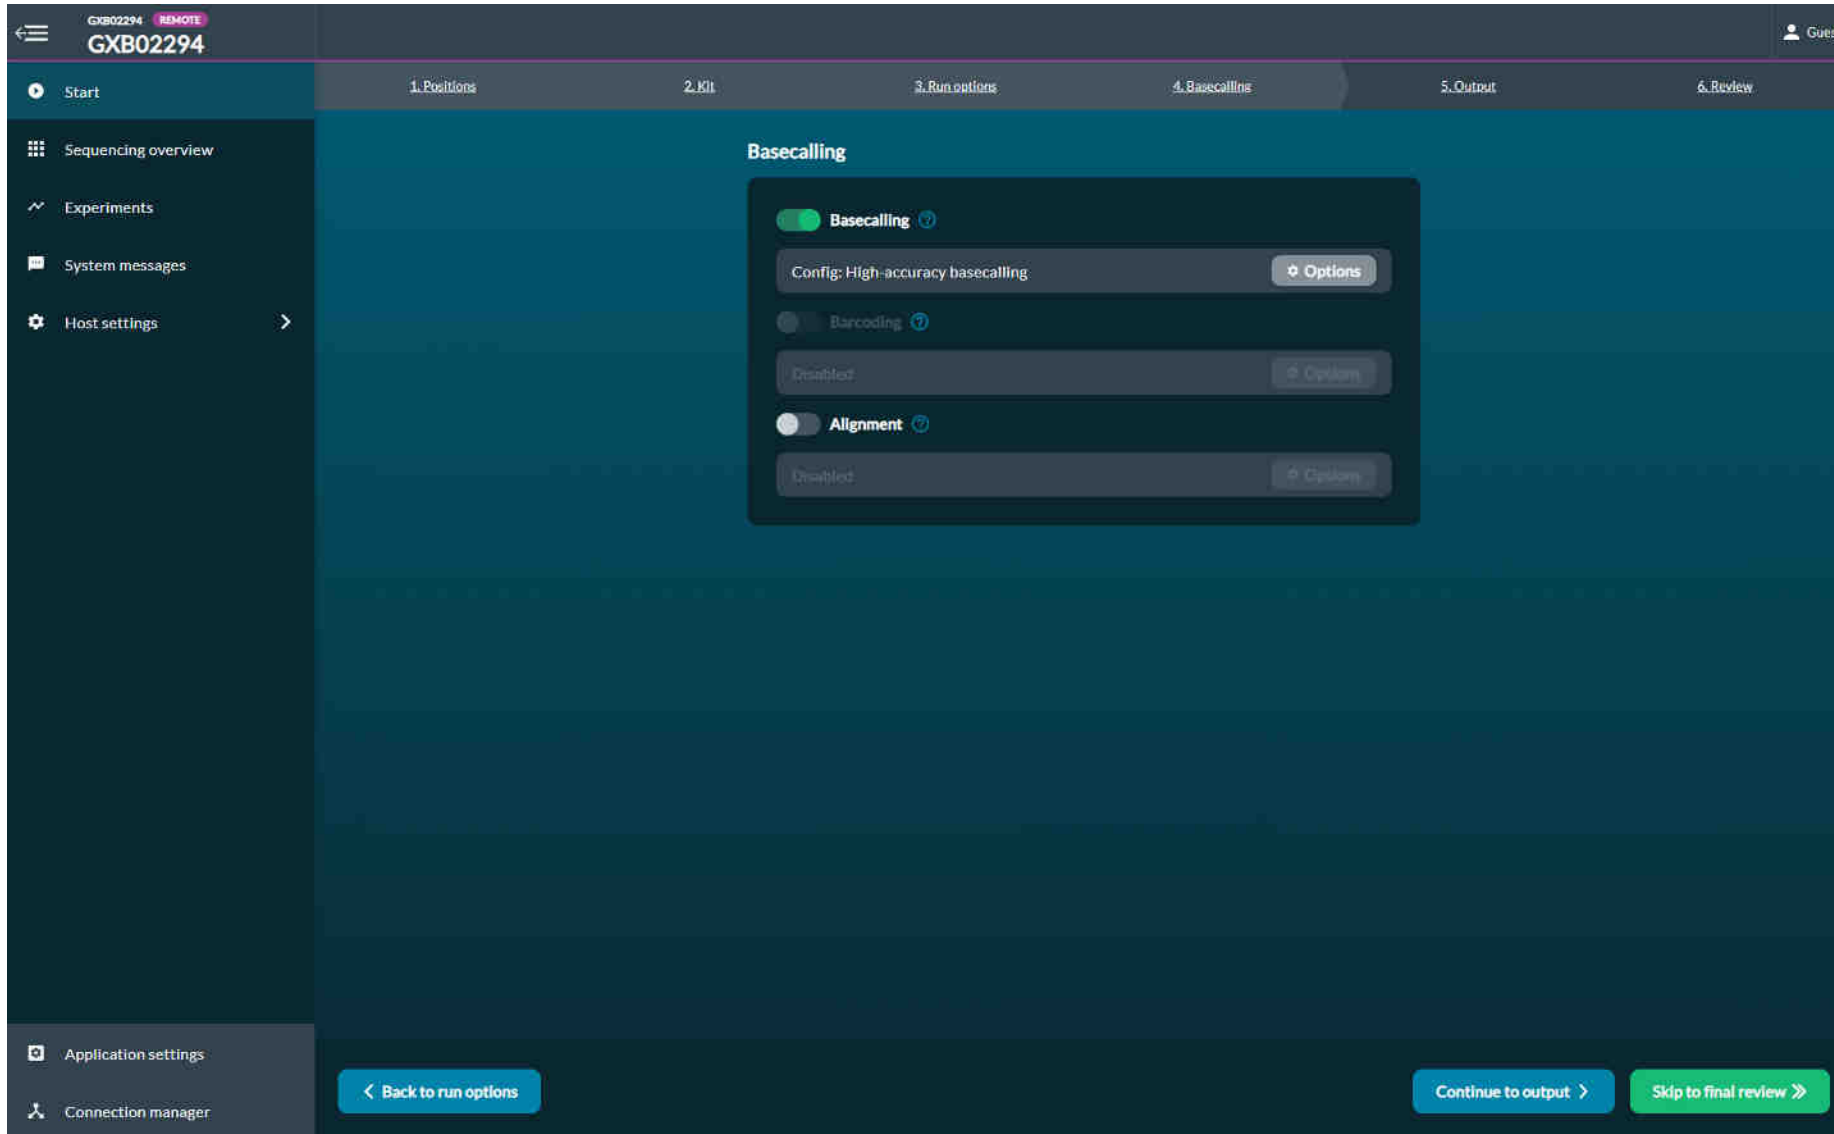 GXB02294 REMOTE
GXB02294
Gues
Start
Sequencing overview
Experiments
System messages
Host settings
Application settings
Connection manager
1. Positions
2. Kit
3. Run options
4. Basecalling
5. Output
6. Review
Basecalling
Basecalling ?
Config: High-accuracy basecalling Options
Barcoding ?
Disabled Options
Alignment ?
Disabled Options
Back to run options
Continue to output
Skip to final review